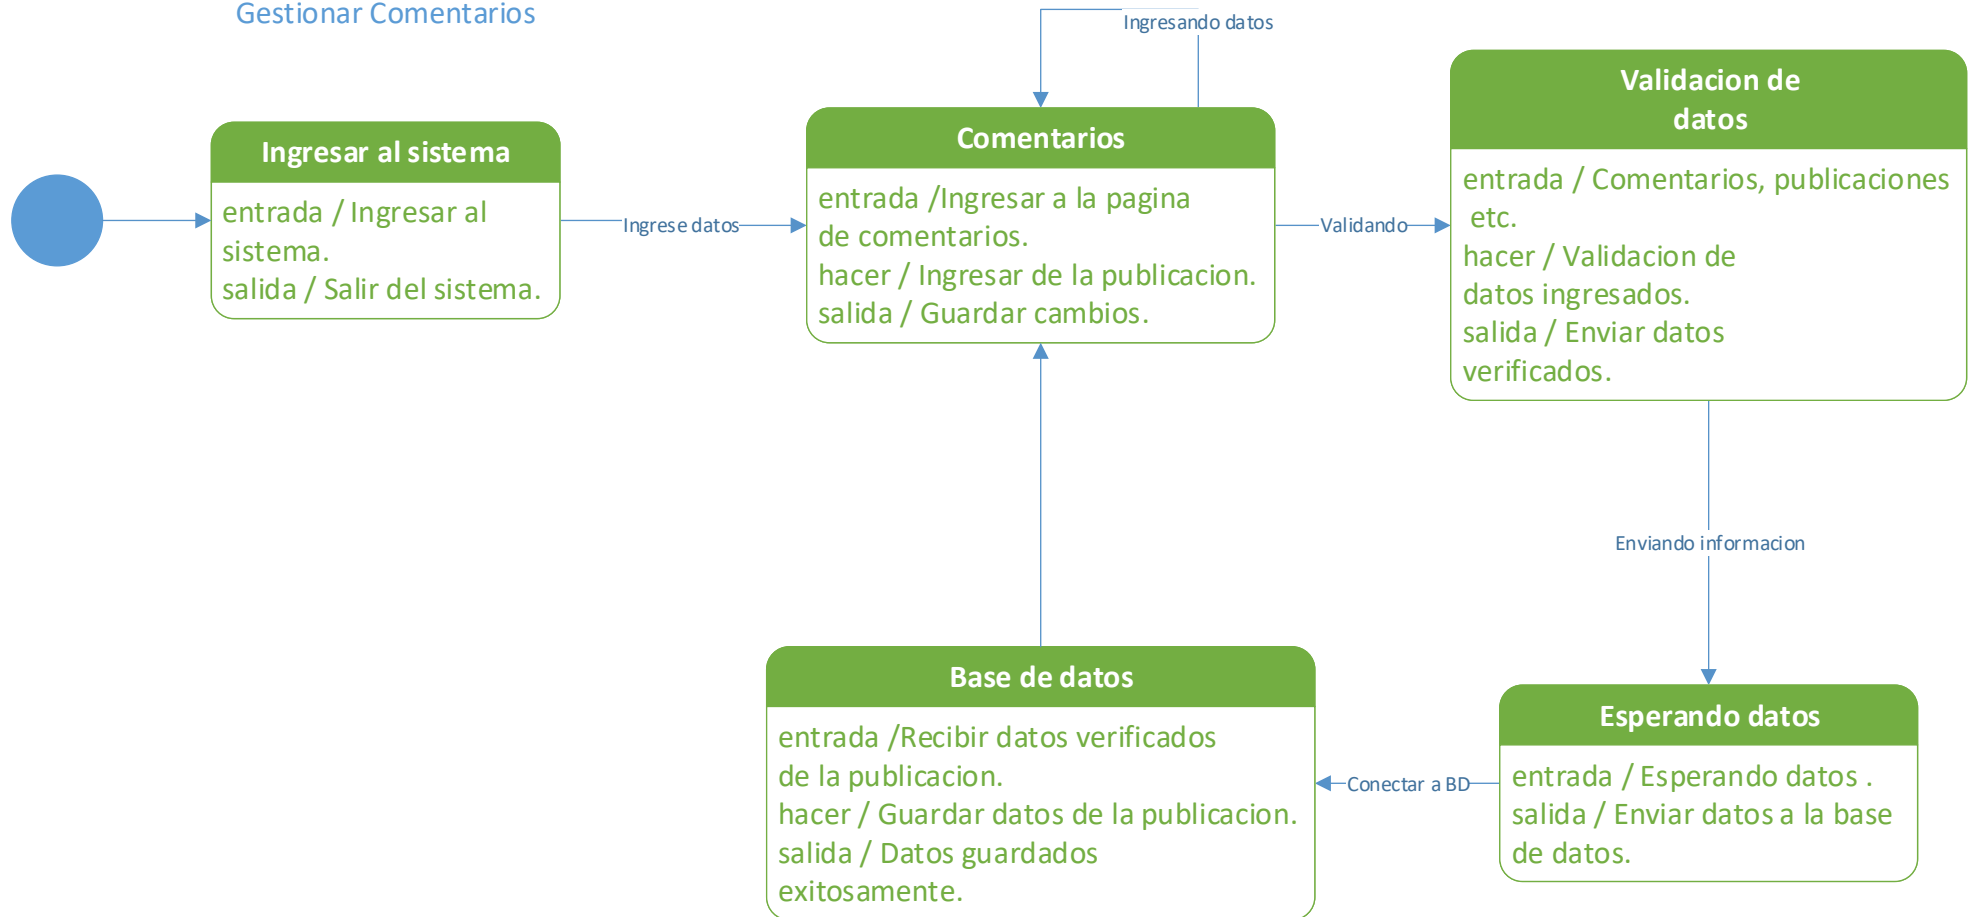 Gestionar Comentarios
Ingresando datos
Ingresar al sistema
entrada / Ingresar al
sistema.
salida / Salir del sistema.
Ingrese datos
Comentarios
entrada /Ingresar a la pagina
de comentarios.
hacer / Ingresar de la publicacion.
salida / Guardar cambios.
Validando
Validacion de
datos
entrada / Comentarios, publicaciones
etc.
hacer / Validacion de
datos ingresados.
salida / Enviar datos
verificados.
Enviando informacion
Base de datos
entrada /Recibir datos verificados
de la publicacion.
hacer / Guardar datos de la publicacion.
salida / Datos guardados
exitosamente.
Conectar a BD
Esperando datos
entrada / Esperando datos .
salida / Enviar datos a la base
de datos.